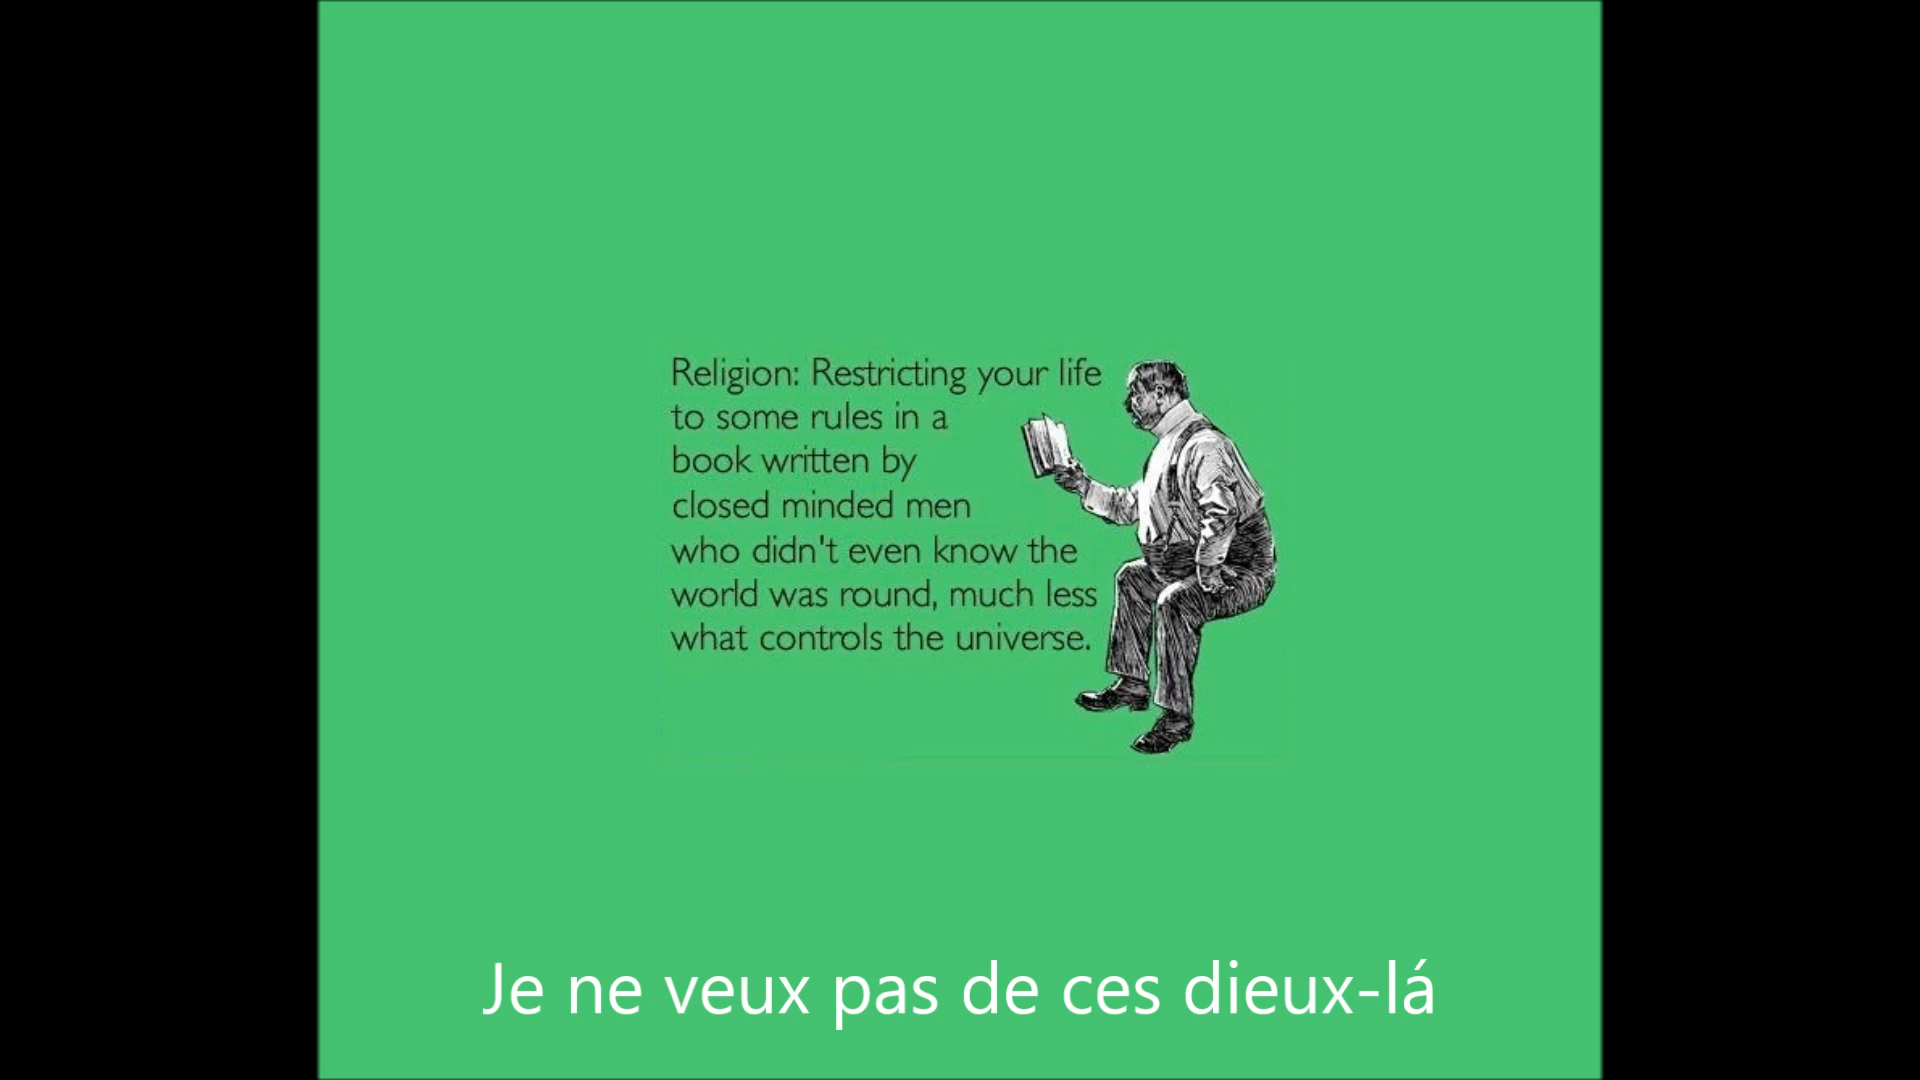 Religion: Restricting your life
to some rules in a
book written by
closed minded men
who didn't even know the
world was round, much less
what controls the universe.
Je ne veux pas de ces dieux-lá